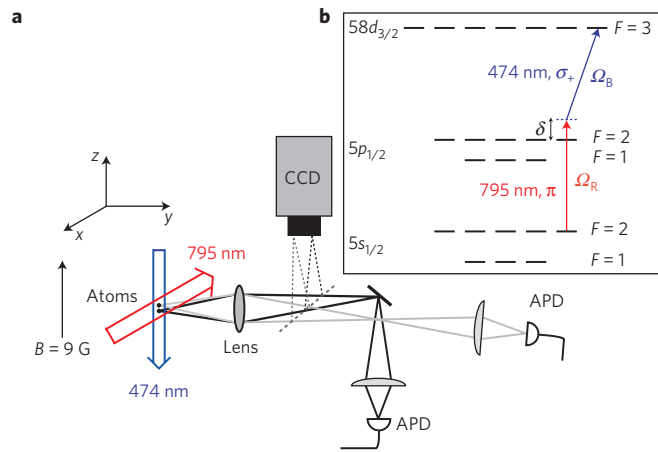 a
z
y
x
CCD
795 nm
Atoms
B = 9 G
Lens
474 nm
APD
APD
b
58d3/2
F = 3
474 nm, σ+
ΩB
δ
5p1/2
F = 2
F = 1
795 nm, π
ΩR
5s1/2
F = 2
F = 1